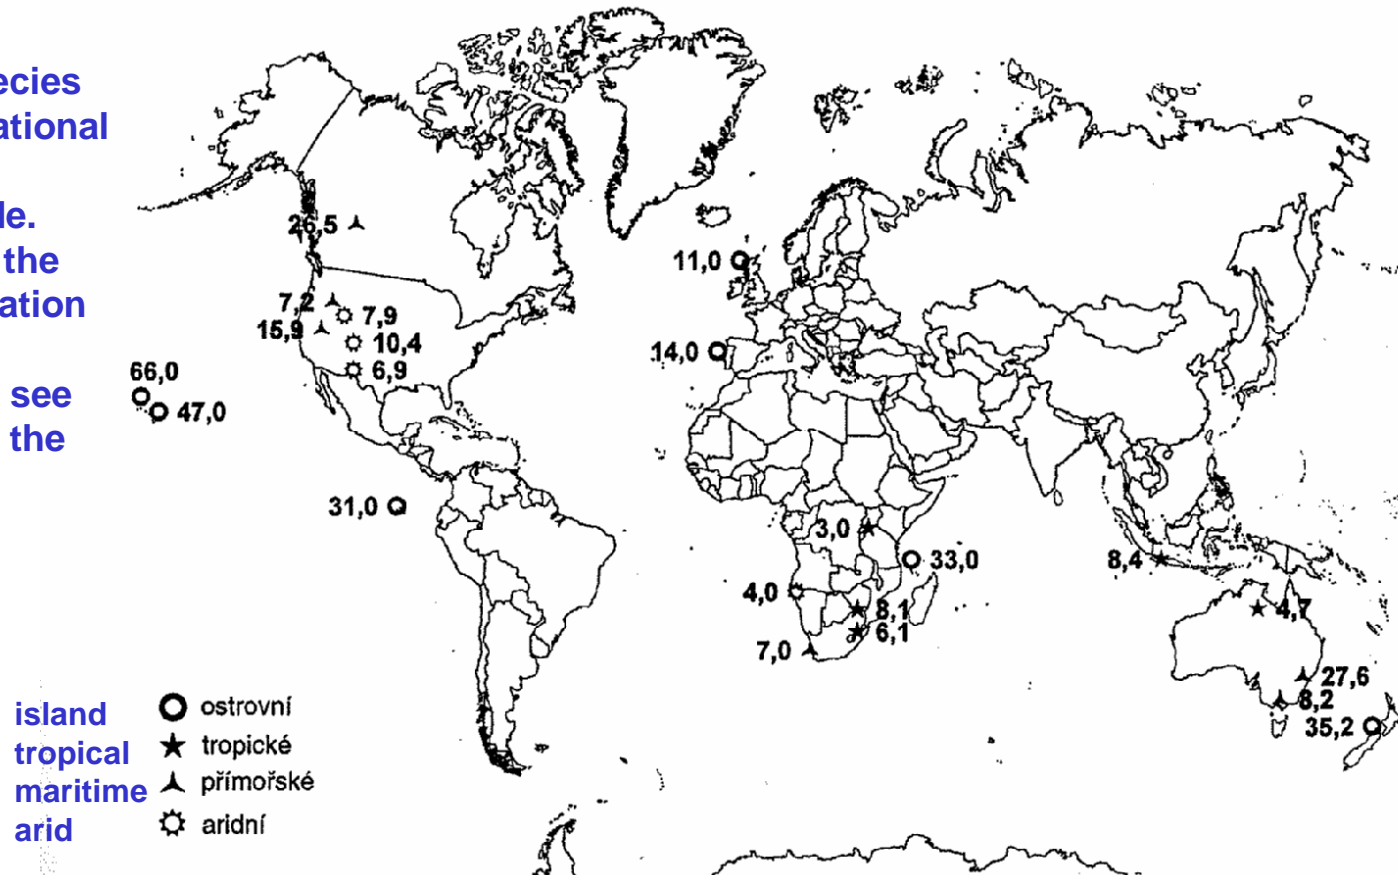 ecies
ational
le.
the
ation
see
the
26,5
11,0
7,2
7,9
15,9
10,4
14,0
6,9
66,0
47,0
31,0
3,0
33,0
8,4
4,0
8,1
4,7
6,1
7,0
27,6
8,2
35,2
island ostrovní
tropical tropické
maritime přímořské
arid aridní